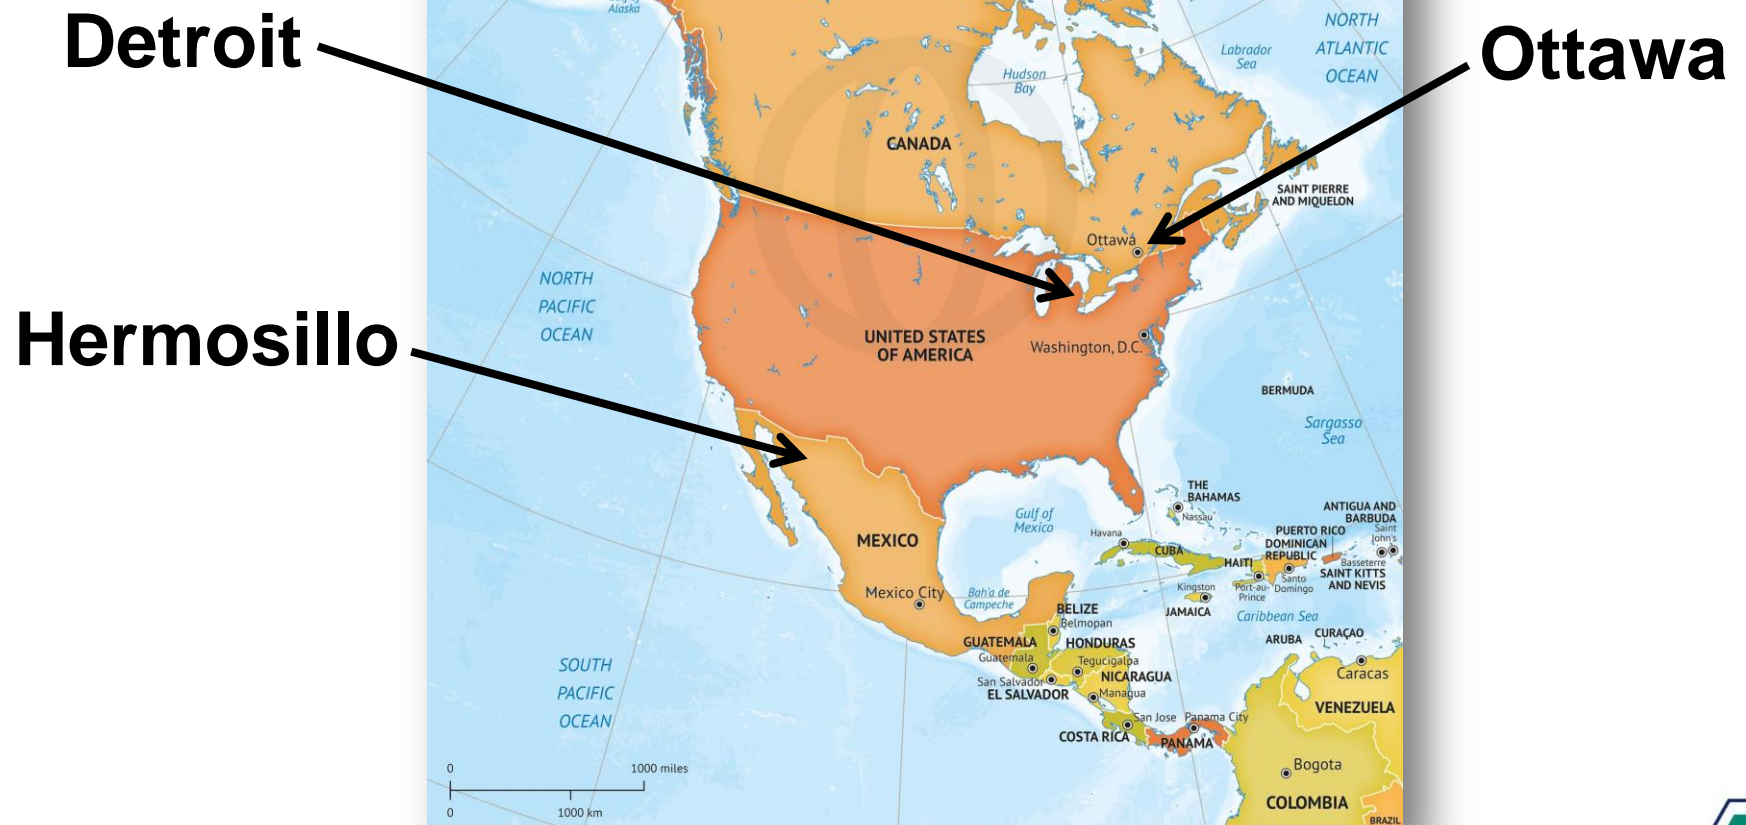 Detroit
Ottawa
Hermosillo
Alaska
Hudson
Bay
Labrador
Sea
NORTH
ATLANTIC
OCEAN
CANADA
SAINT PIERRE
AND MIQUELON
Ottawa
NORTH
PACIFIC
OCEAN
UNITED STATES
OF AMERICA
Washington, D.C.
BERMUDA
Sargasso
Sea
THE
BAHAMAS
Nassau
Gulf of
Mexico
Havana
CUBA
ANTIGUA AND
BARBUDA
Saint
John's
PUERTO RICO
DOMINICAN
REPUBLIC
HAITI
Basseterre
SAINT KITTS
AND NEVIS
Santo
Domingo
Port-au-
Prince
Kingston
JAMAICA
MEXICO
Mexico City
Bah'a de
Campeche
BELIZE
Belmopan
Caribbean Sea
ARUBA
CURAÇAO
GUATEMALA
Guatemala
HONDURAS
Tegucigalpa
San Salvador
EL SALVADOR
NICARAGUA
Managua
Caracas
VENEZUELA
SOUTH
PACIFIC
OCEAN
San Jose
Panama City
COSTA RICA
PANAMA
Bogota
COLOMBIA
BRAZIL
0
1000 miles
0
1000 km